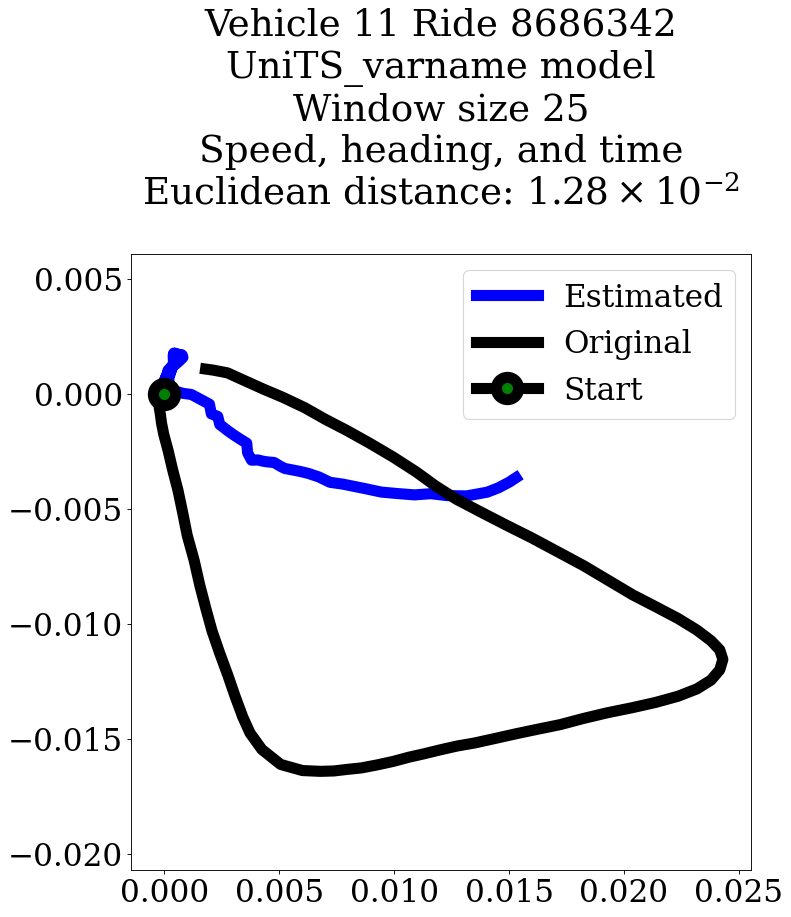 Vehicle 11 Ride 8686342
UniTS_varname model
Window size 25
Speed, heading, and time
Euclidean distance: 1.28 × 10⁻²
Estimated
Original
Start
0.005
0.000
−0.005
−0.010
−0.015
−0.020
0.000 0.005 0.010 0.015 0.020 0.025